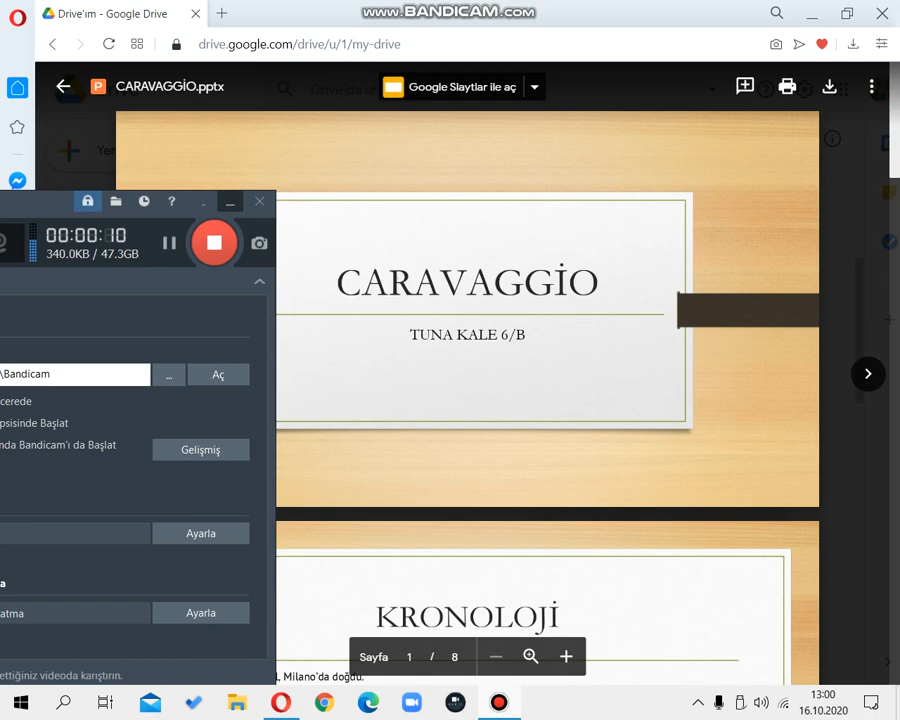 Drive'ım - Google Drive
www.BANDICAM.com
drive.google.com/drive/u/1/my-drive
CARAVAGGİO.pptx
Google Slaytlar ile aç
00:00:10
340.0KB / 47.3GB
CARAVAGGİO
TUNA KALE 6/B
\Bandicam
...
Aç
cerede
psisinde Başlat
nda Bandicam'ı da Başlat
Gelişmiş
Ayarla
a
atma
Ayarla
ettiğiniz videoda karıştırın.
KRONOLOJİ
Sayfa 1 / 8
l, Milano'da doğdu.
13:00
16.10.2020